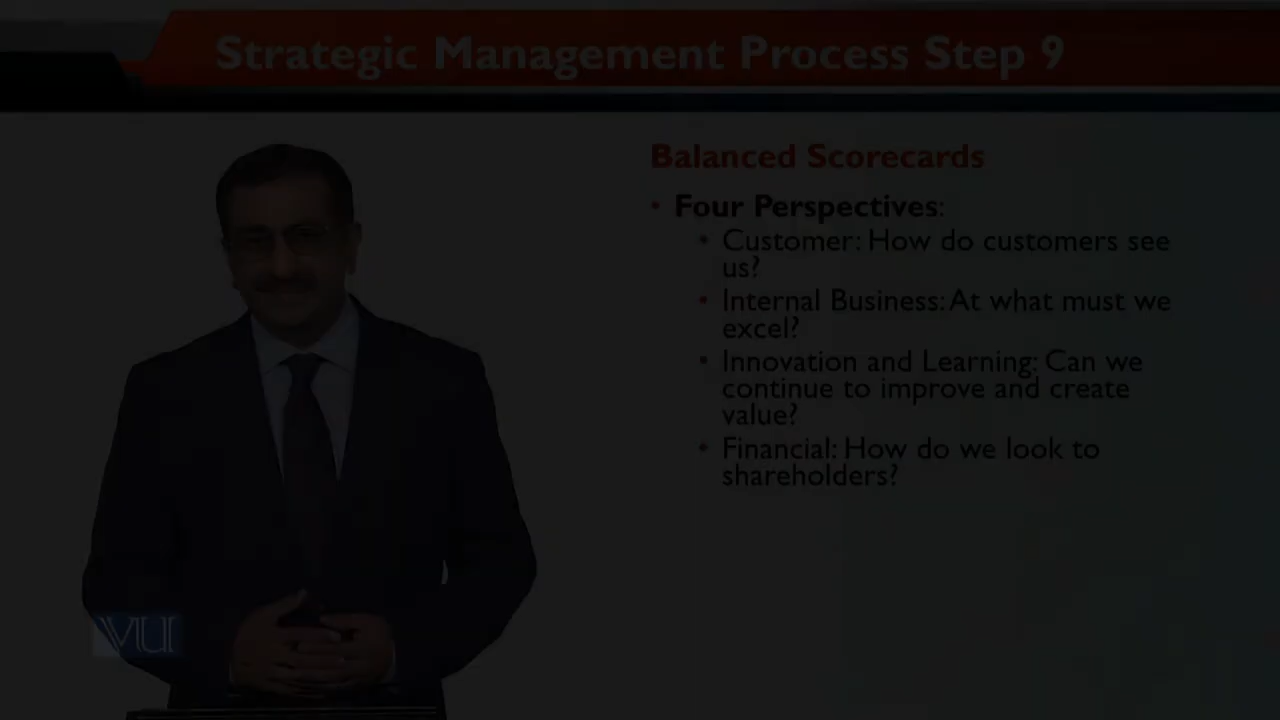 Strategic Management Process Step 9
Balanced Scorecards
• Four Perspectives:
• Customer: How do customers see
us?
• Internal Business: At what must we
excel?
• Innovation and Learning: Can we
continue to improve and create
value?
• Financial: How do we look to
shareholders?
VU